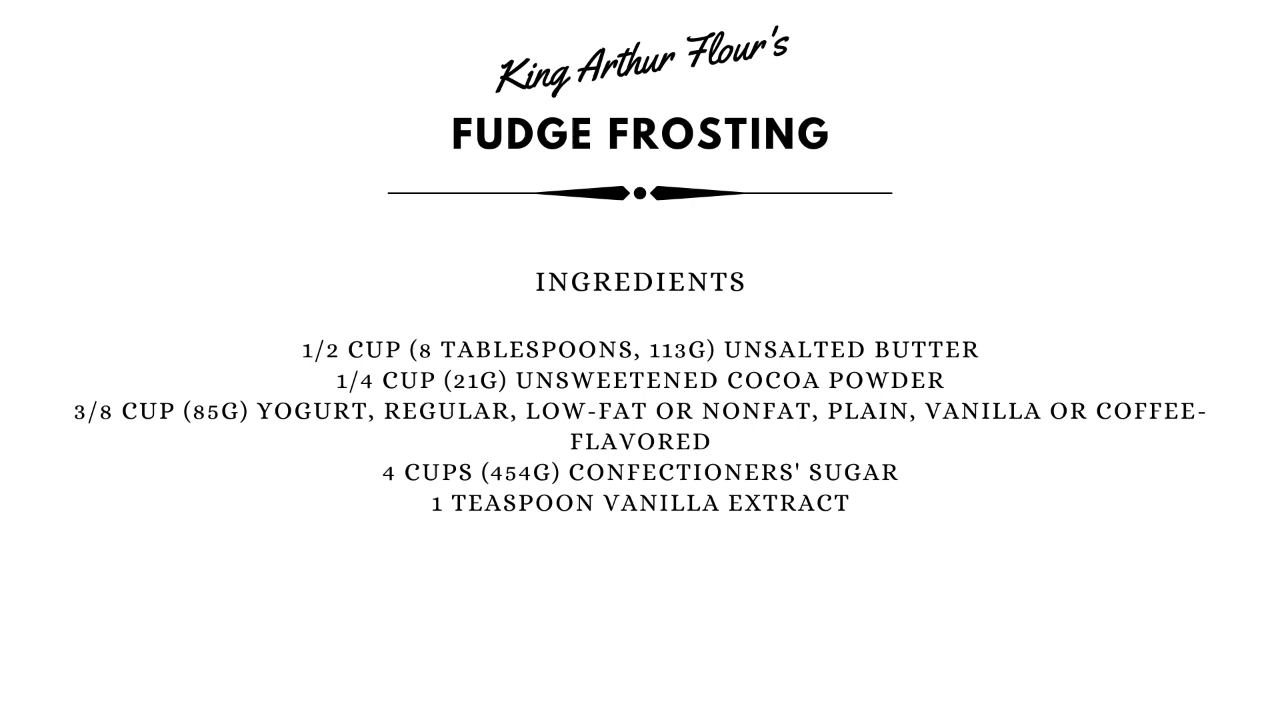 King Arthur Flour's
FUDGE FROSTING
INGREDIENTS
1/2 CUP (8 TABLESPOONS, 113G) UNSALTED BUTTER
1/4 CUP (21G) UNSWEETENED COCOA POWDER
3/8 CUP (85G) YOGURT, REGULAR, LOW-FAT OR NONFAT, PLAIN, VANILLA OR COFFEE-
FLAVORED
4 CUPS (454G) CONFECTIONERS' SUGAR
1 TEASPOON VANILLA EXTRACT